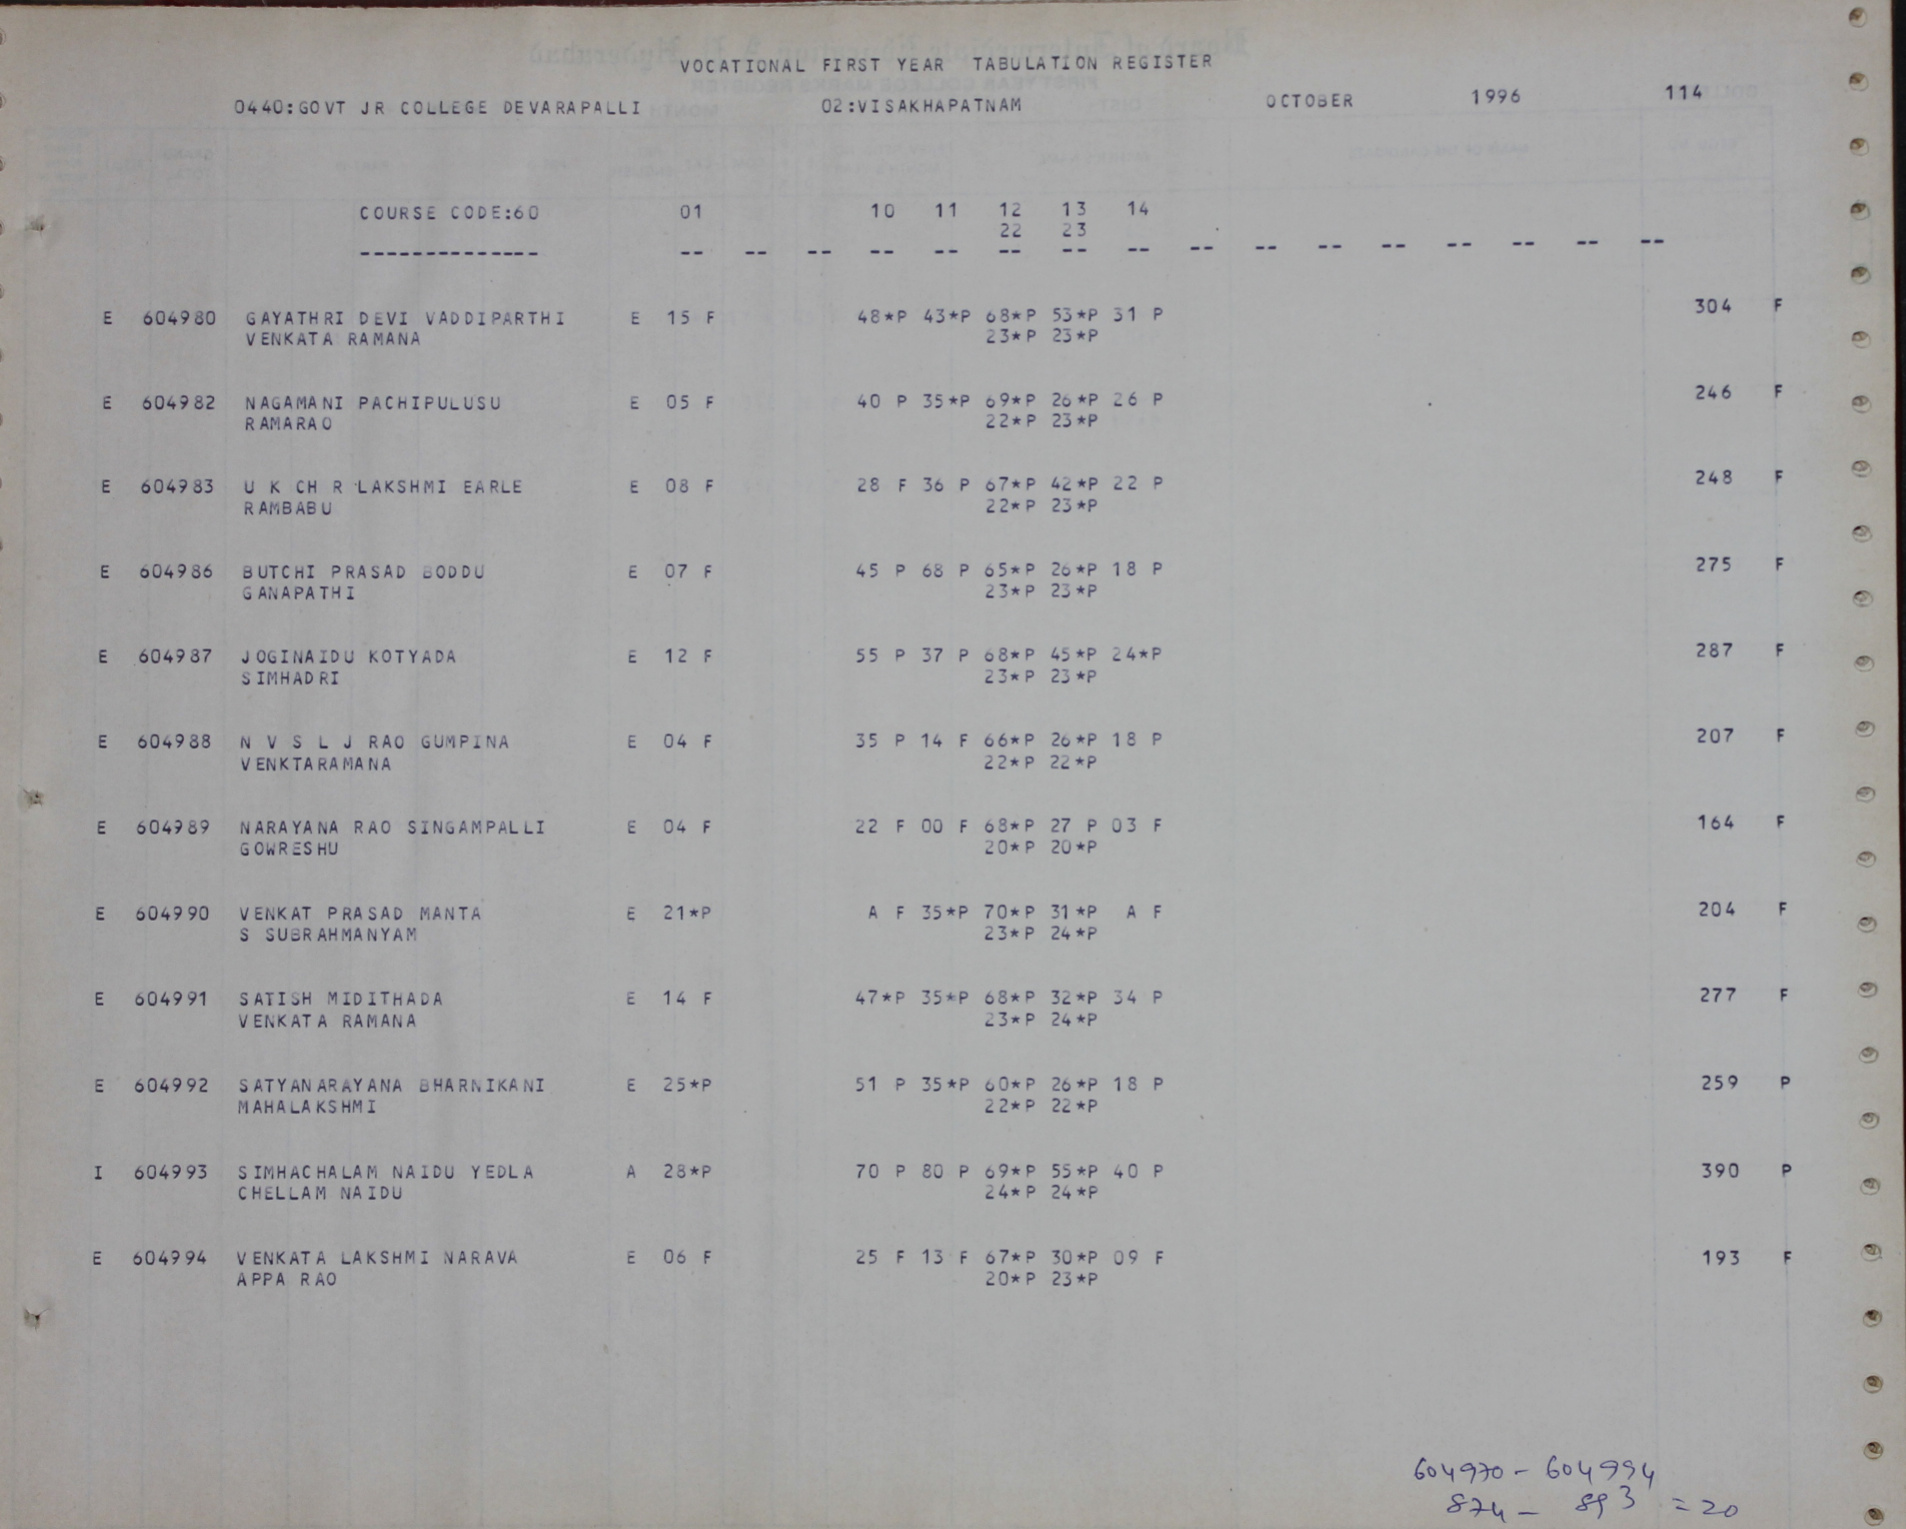 VOCATIONAL FIRST YEAR TABULATION REGISTER
0440:GOVT JR COLLEGE DEVARAPALLI 02:VISAKHAPATNAM OCTOBER 1996 114
COURSE CODE:60 01 10 11 12 13 14
22 23
-------------- -- -- -- -- -- -- -- -- -- -- -- -- -- -- -- --
E 604980 GAYATHRI DEVI VADDIPARTHI E 15 F 48*P 43*P 68*P 53*P 31 P 304 F
VENKATA RAMANA 23*P 23*P
E 604982 NAGAMANI PACHIPULUSU E 05 F 40 P 35*P 69*P 26*P 26 P 246 F
RAMARAO 22*P 23*P
E 604983 U K CH R LAKSHMI EARLE E 08 F 28 F 36 P 67*P 42*P 22 P 248 F
RAMBABU 22*P 23*P
E 604986 BUTCHI PRASAD BODDU E 07 F 45 P 68 P 65*P 26*P 18 P 275 F
GANAPATHI 23*P 23*P
E 604987 JOGINAIDU KOTYADA E 12 F 55 P 37 P 68*P 45*P 24*P 287 F
SIMHADRI 23*P 23*P
E 604988 N V S L J RAO GUMPINA E 04 F 35 P 14 F 66*P 26*P 18 P 207 F
VENKTARAMANA 22*P 22*P
E 604989 NARAYANA RAO SINGAMPALLI E 04 F 22 F 00 F 68*P 27 P 03 F 164 F
GOWRESHU 20*P 20*P
E 604990 VENKAT PRASAD MANTA E 21*P A F 35*P 70*P 31*P A F 204 F
S SUBRAHMANYAM 23*P 24*P
E 604991 SATISH MIDITHADA E 14 F 47*P 35*P 68*P 32*P 34 P 277 F
VENKATA RAMANA 23*P 24*P
E 604992 SATYANARAYANA BHARNIKANI E 25*P 51 P 35*P 60*P 26*P 18 P 259 P
MAHALAKSHMI 22*P 22*P
I 604993 SIMHACHALAM NAIDU YEDLA A 28*P 70 P 80 P 69*P 55*P 40 P 390 P
CHELLAM NAIDU 24*P 24*P
E 604994 VENKATA LAKSHMI NARAVA E 06 F 25 F 13 F 67*P 30*P 09 F 193 F
APPA RAO 20*P 23*P
604970 - 604994
874 - 893 = 20